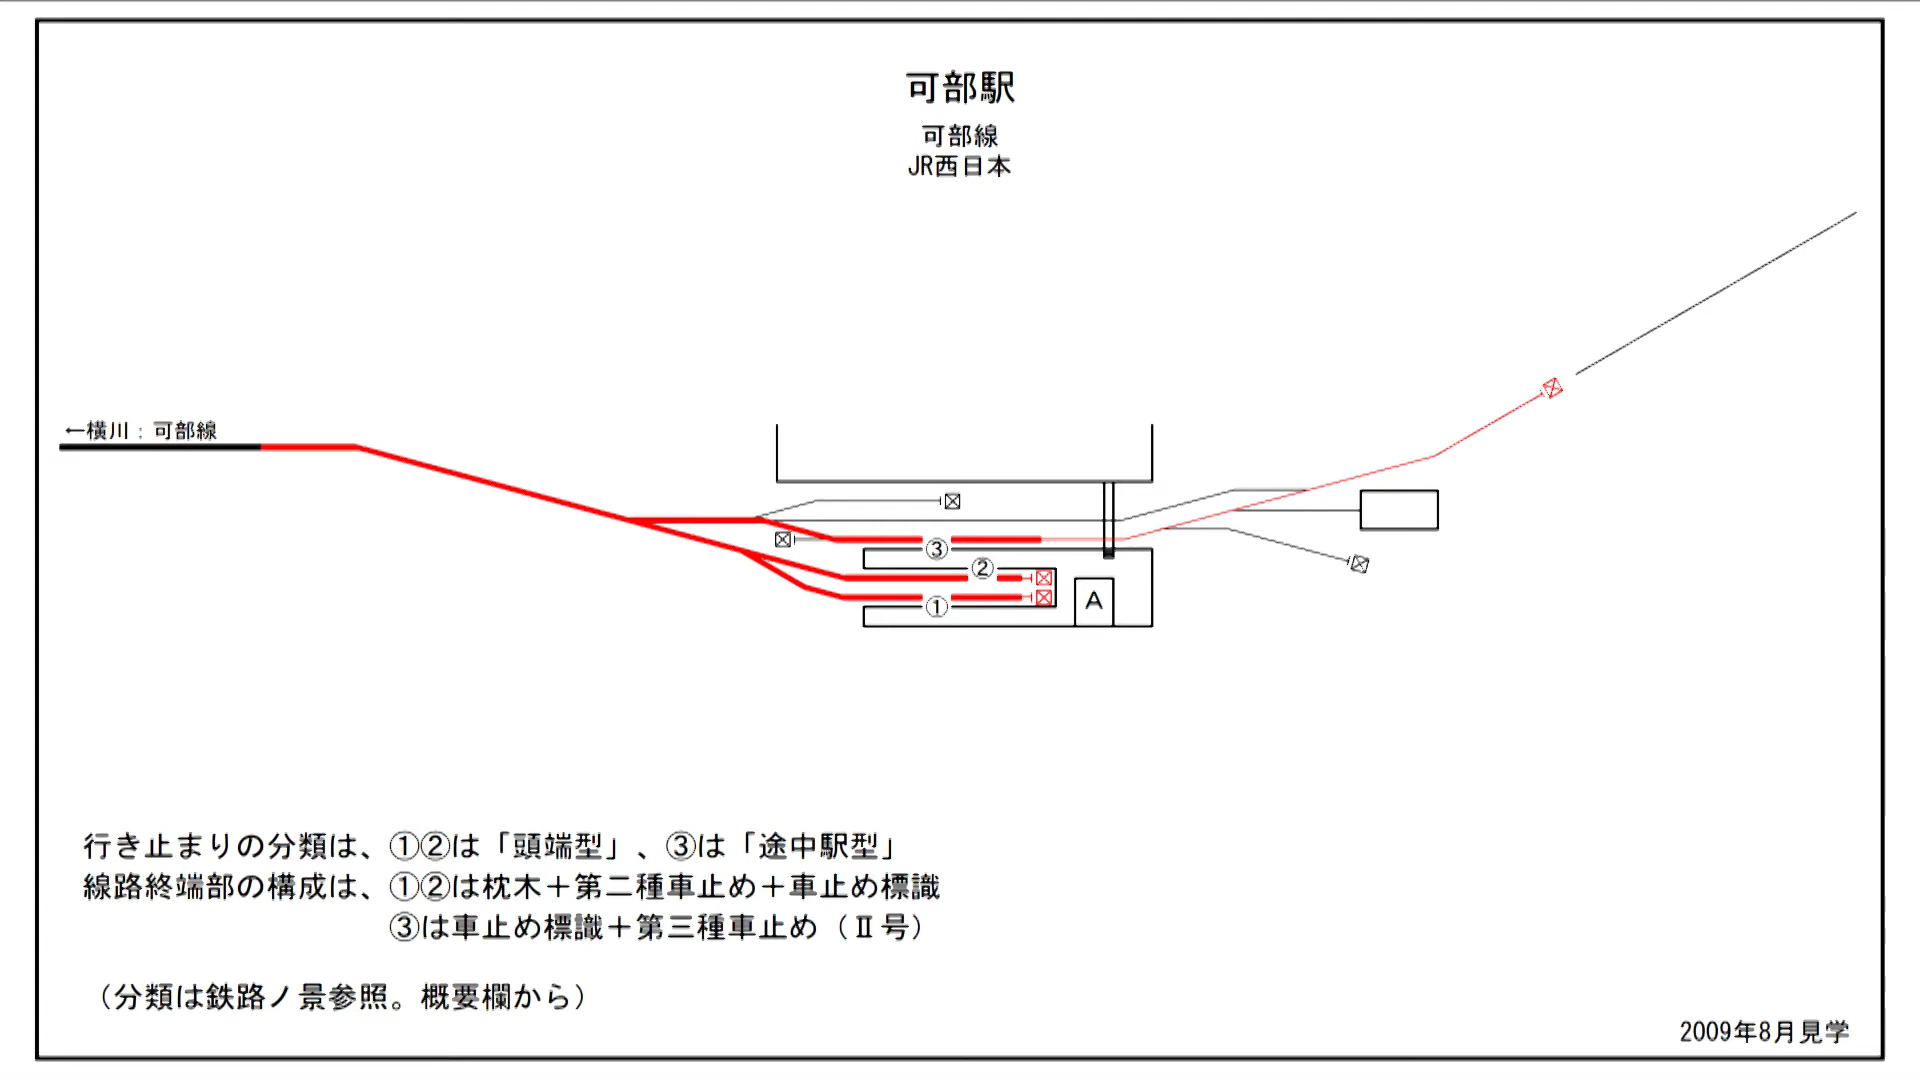 可部駅
可部線
JR西日本
←横川：可部線
③
②
①
A
行き止まりの分類は、①②は「頭端型」、③は「途中駅型」
線路終端部の構成は、①②は枕木＋第二種車止め＋車止め標識
③は車止め標識＋第三種車止め（Ⅱ号）
（分類は鉄路ノ景参照。概要欄から）
2009年8月見学